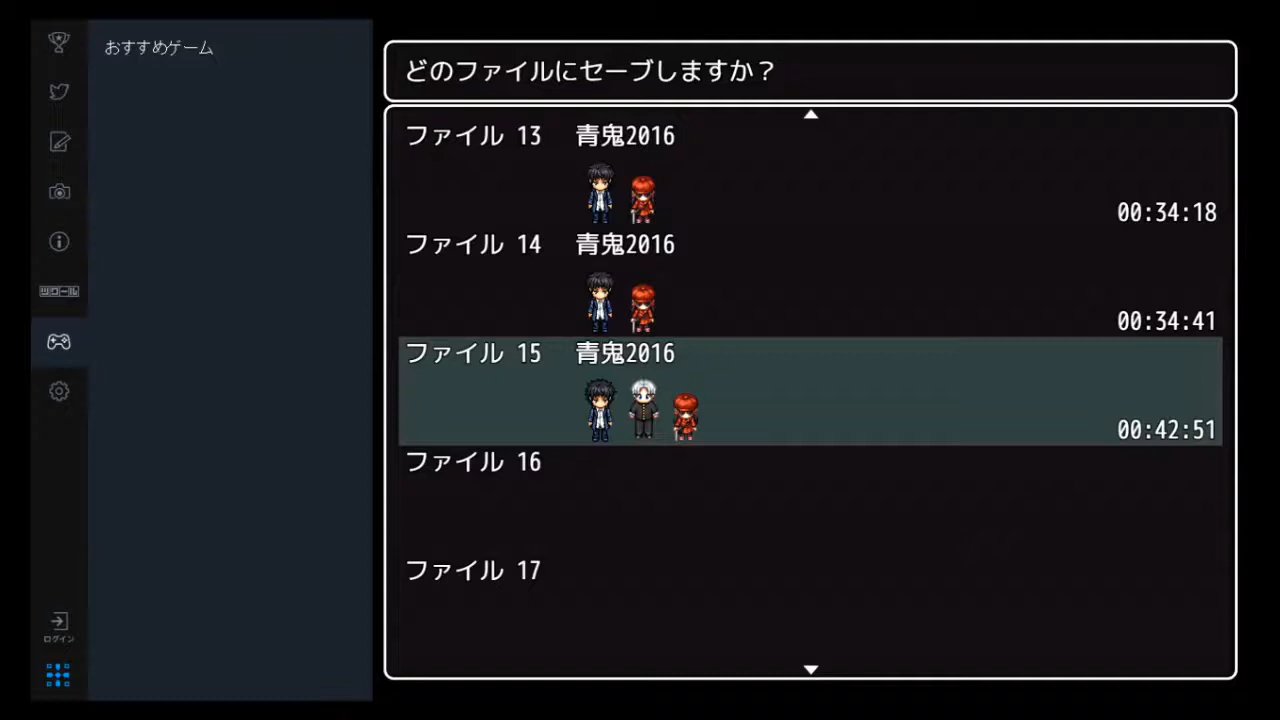 おすすめゲーム
どのファイルにセーブしますか？
ファイル 13 青鬼2016
00:34:18
ファイル 14 青鬼2016
00:34:41
ファイル 15 青鬼2016
00:42:51
ファイル 16
ファイル 17
ツクール
ログイン